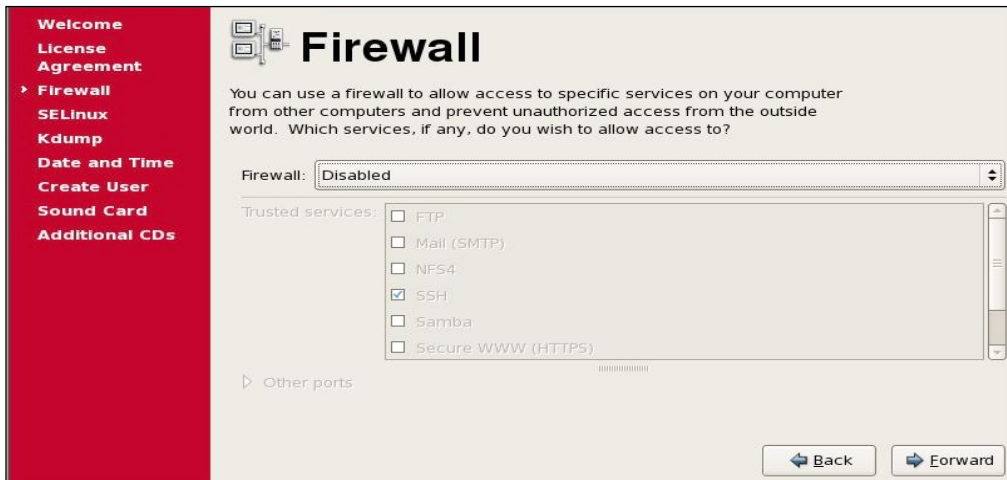 Welcome
License
Agreement
Firewall
SELinux
Kdump
Date and Time
Create User
Sound Card
Additional CDs
Firewall
You can use a firewall to allow access to specific services on your computer
from other computers and prevent unauthorized access from the outside
world. Which services, if any, do you wish to allow access to?
Firewall: Disabled
Trusted services:
FTP
Mail (SMTP)
NFS4
SSH
Samba
Secure WWW (HTTPS)
Other ports
Back
Forward